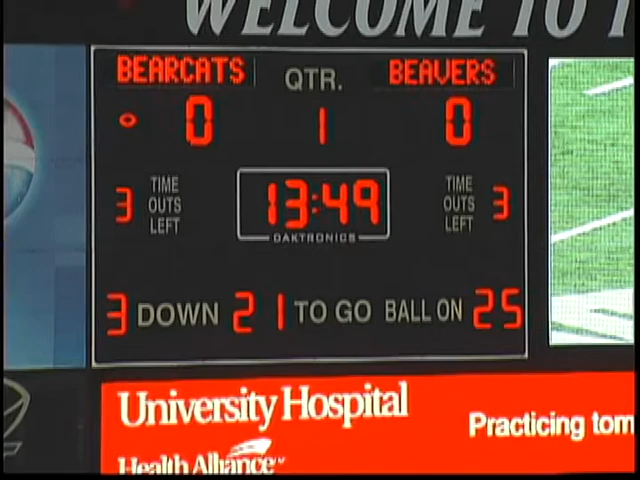 WELCOME TO
BEARCATS QTR. BEAVERS
0 1 0
3 TIME OUTS LEFT 13:49 TIME OUTS LEFT 3
DAKTRONICS
3 DOWN 21 TO GO BALL ON 25
University Hospital
Practicing tom
Health Alliance